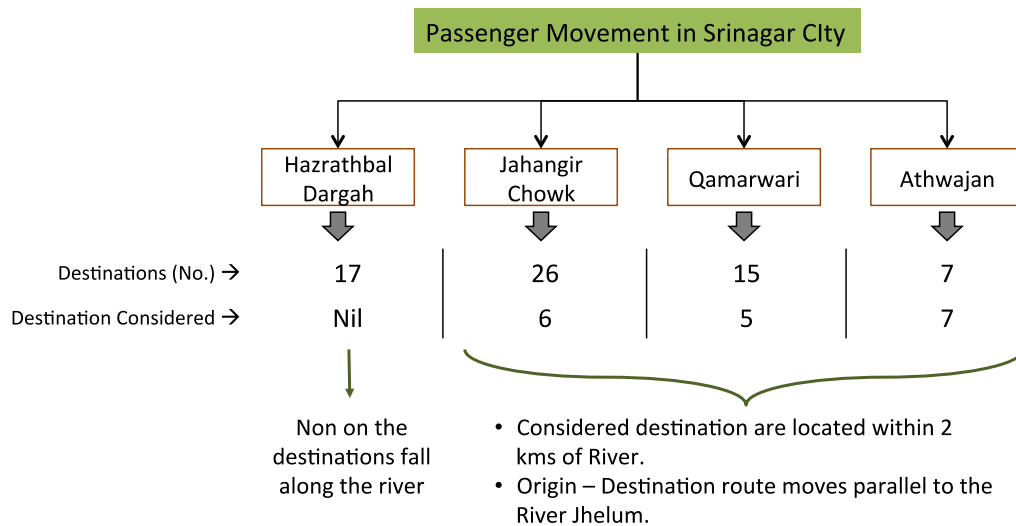 Passenger Movement in Srinagar CIty
Hazrathbal
Dargah
Jahangir
Chowk
Qamarwari
Athwajan
Destinations (No.) → 17 26 15 7
Destination Considered → Nil 6 5 7
Non on the
destinations fall
along the river
• Considered destination are located within 2
kms of River.
• Origin – Destination route moves parallel to the
River Jhelum.